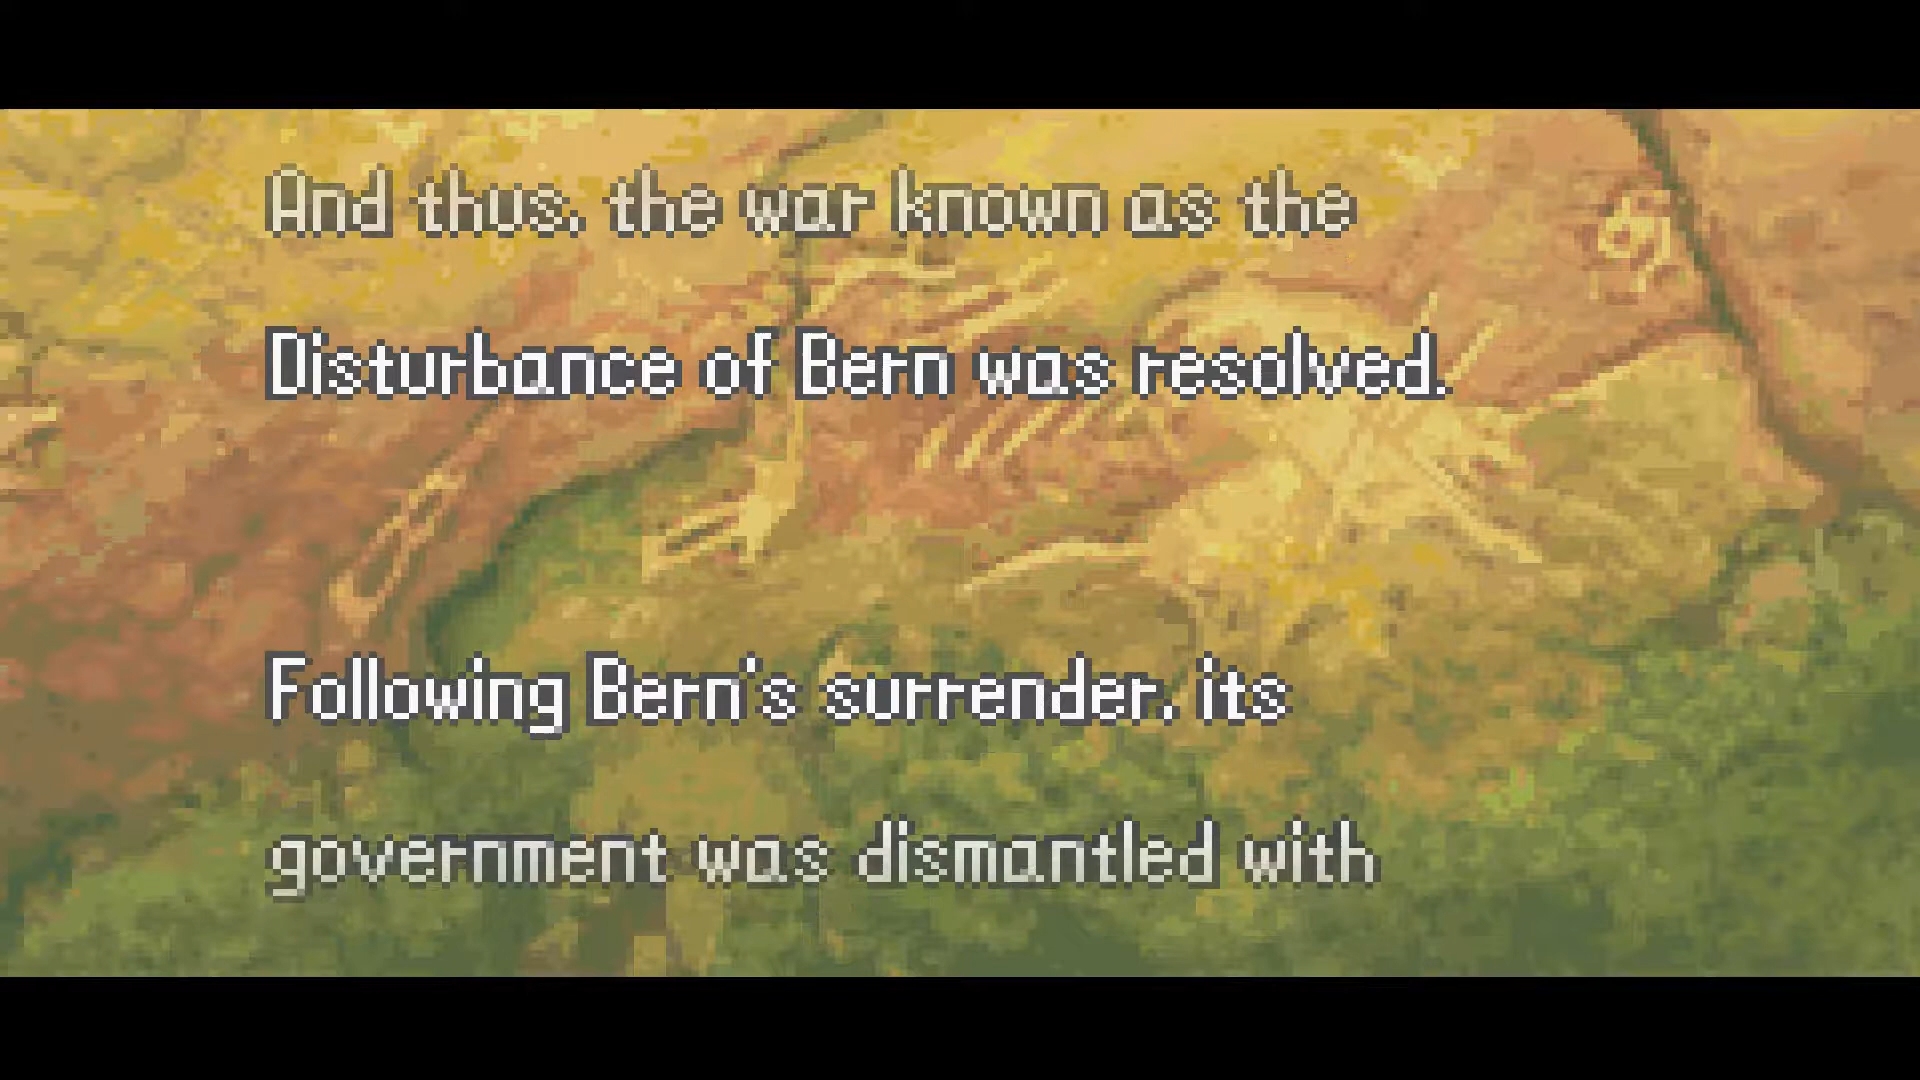 And thus, the war known as the
Disturbance of Bern was resolved.
Following Bern's surrender, its
government was dismantled with